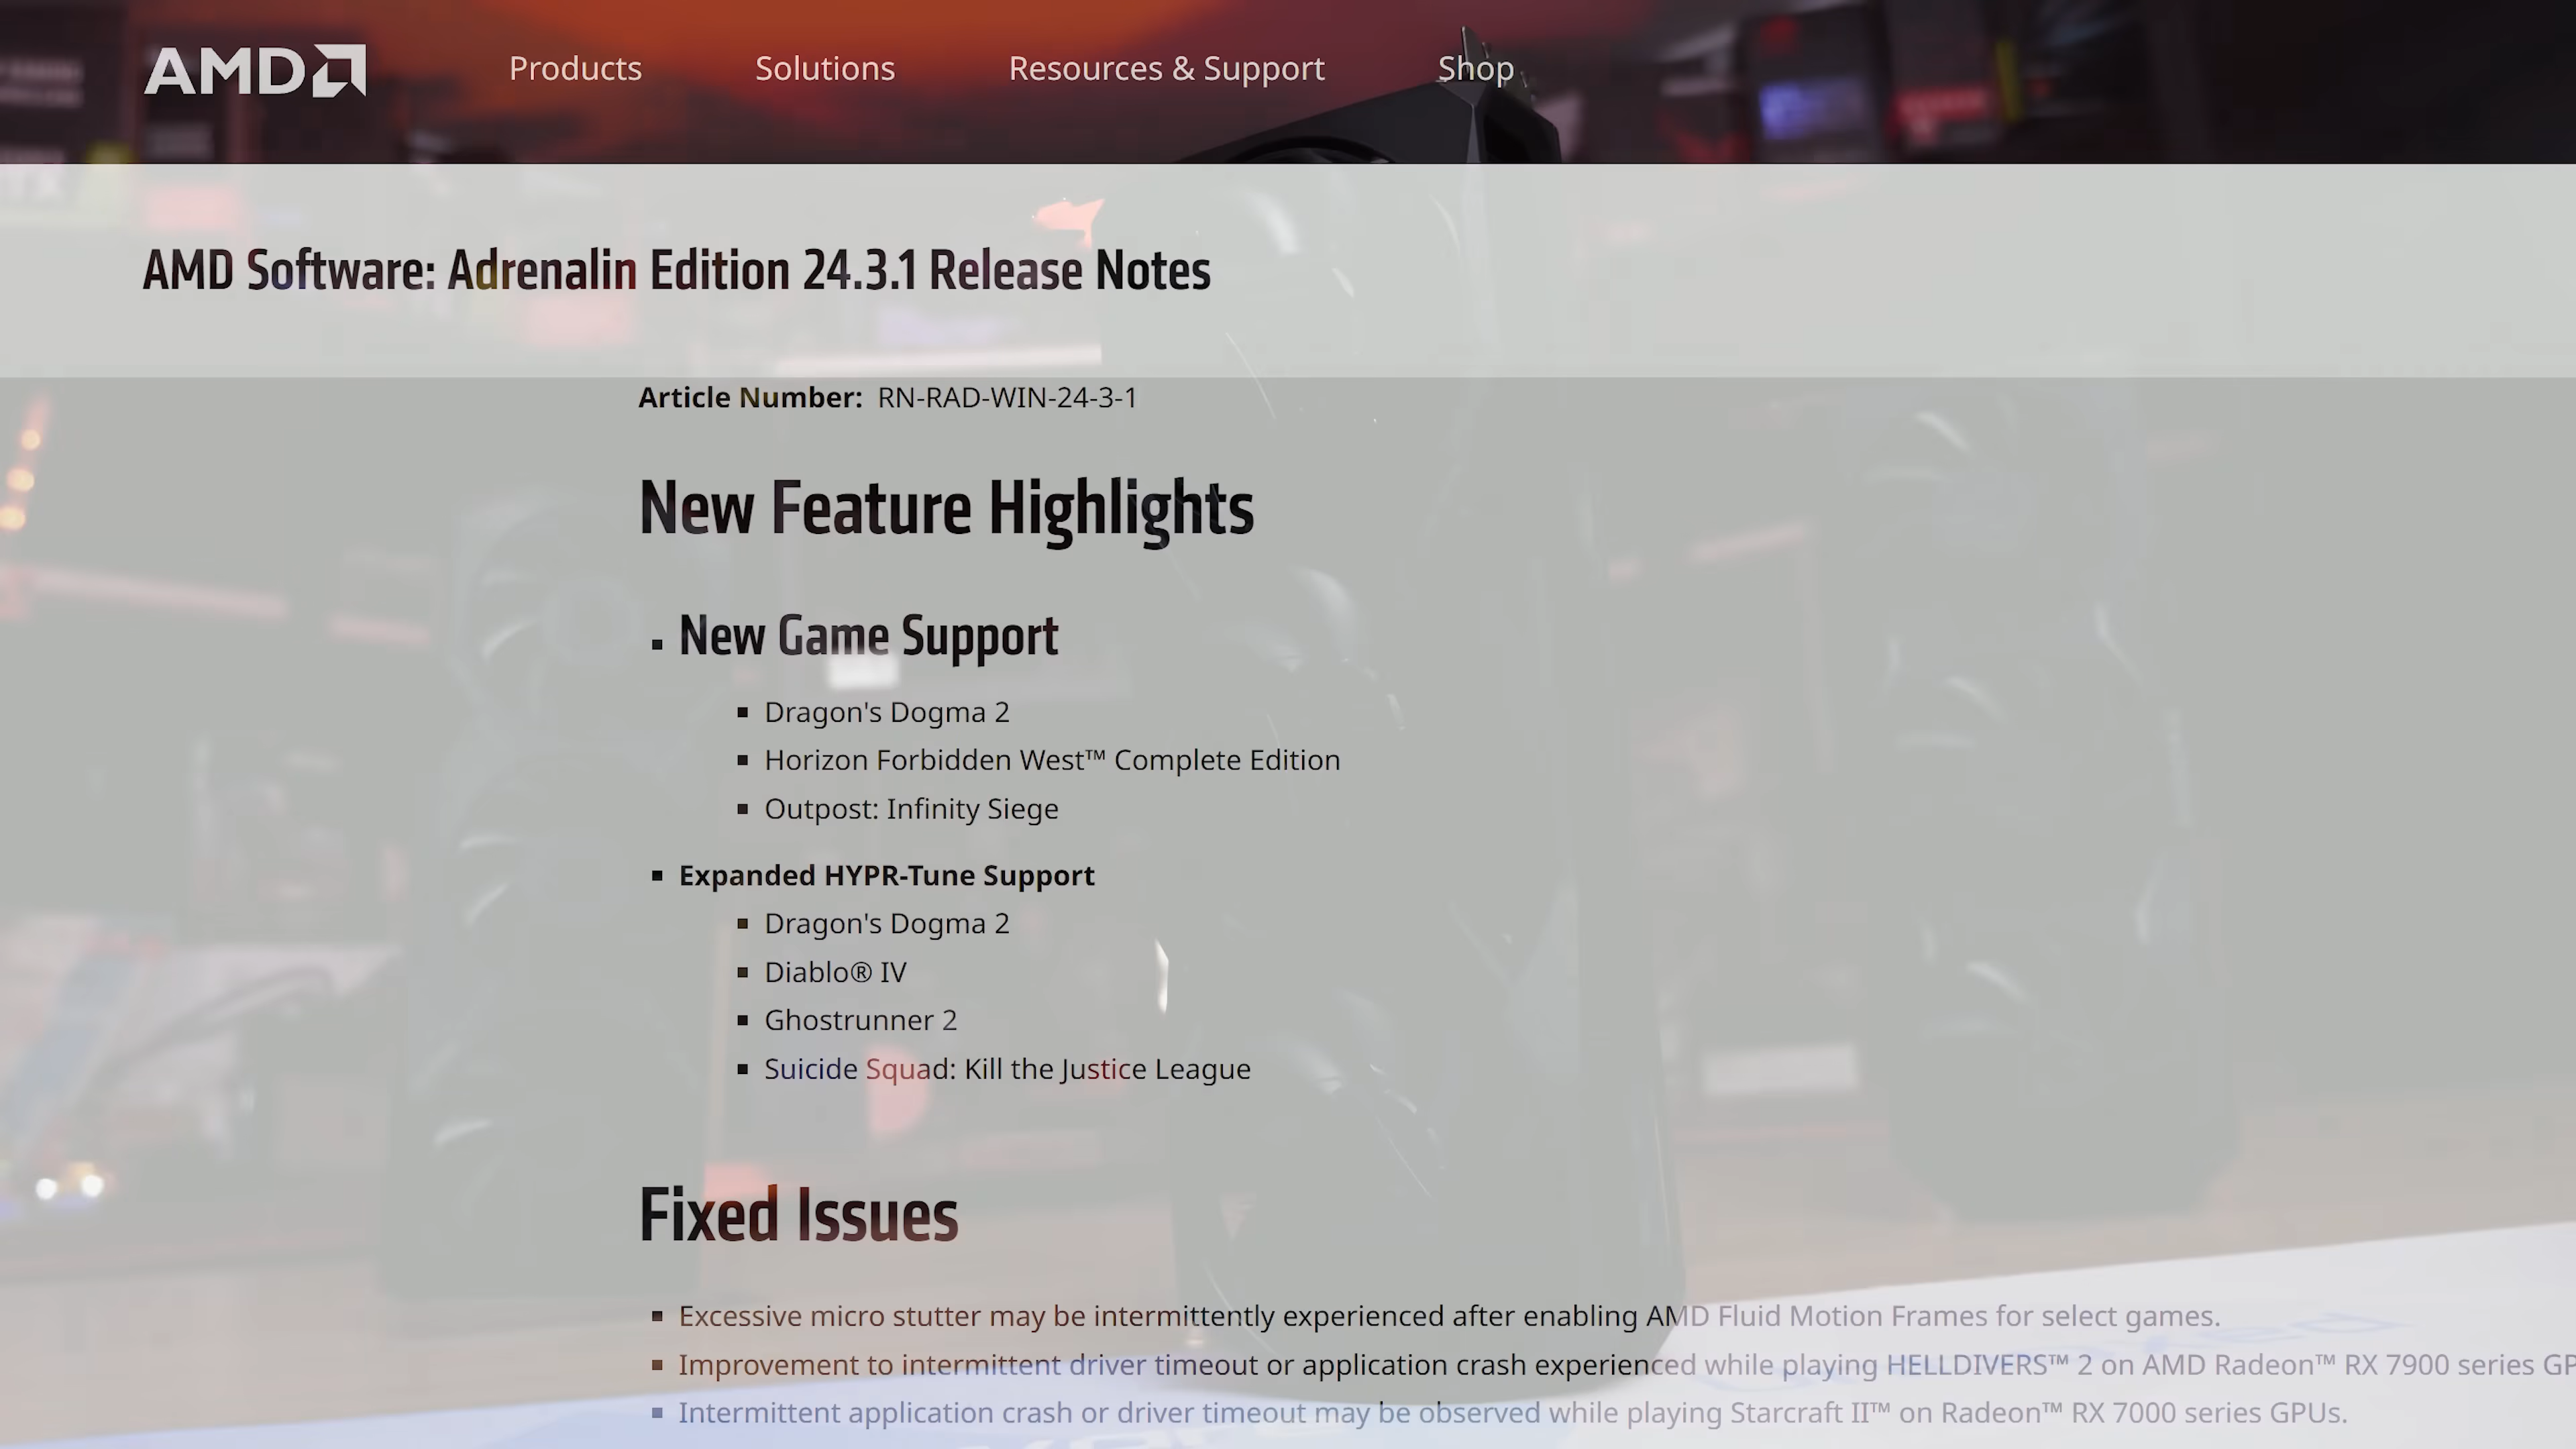 AMD
Products Solutions Resources & Support Shop
AMD Software: Adrenalin Edition 24.3.1 Release Notes
Article Number: RN-RAD-WIN-24-3-1
New Feature Highlights
New Game Support
Dragon's Dogma 2
Horizon Forbidden West™ Complete Edition
Outpost: Infinity Siege
Expanded HYPR-Tune Support
Dragon's Dogma 2
Diablo® IV
Ghostrunner 2
Suicide Squad: Kill the Justice League
Fixed Issues
Excessive micro stutter may be intermittently experienced after enabling AMD Fluid Motion Frames for select games.
Improvement to intermittent driver timeout or application crash experienced while playing HELLDIVERS™ 2 on AMD Radeon™ RX 7900 series GP
Intermittent application crash or driver timeout may be observed while playing Starcraft II™ on Radeon™ RX 7000 series GPUs.